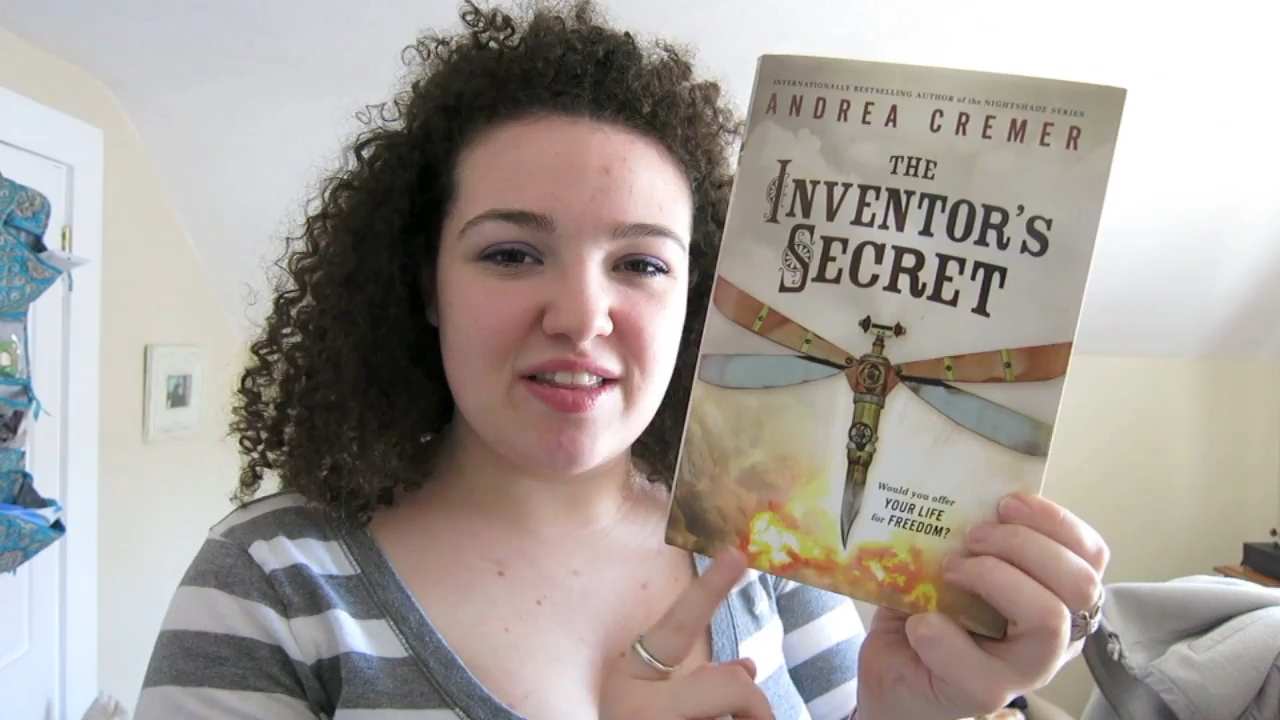 INTERNATIONALLY BESTSELLING AUTHOR of the NIGHTSHADE SERIES
ANDREA CREMER
THE
INVENTOR'S
SECRET
Would you offer
YOUR LIFE
for FREEDOM?